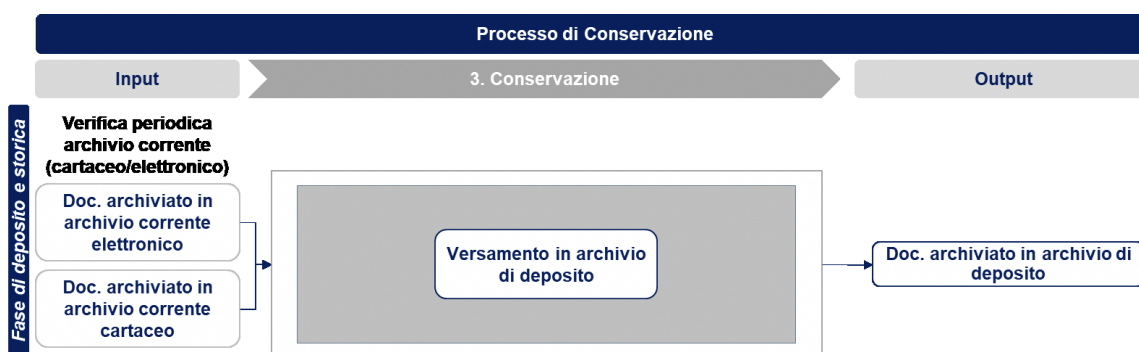 Processo di Conservazione
Input
3. Conservazione
Output
Fase di deposito e storica
Verifica periodica
archivio corrente
(cartaceo/elettronico)
Doc. archiviato in
archivio corrente
elettronico
Doc. archiviato in
archivio corrente
cartaceo
Versamento in archivio
di deposito
Doc. archiviato in archivio di
deposito